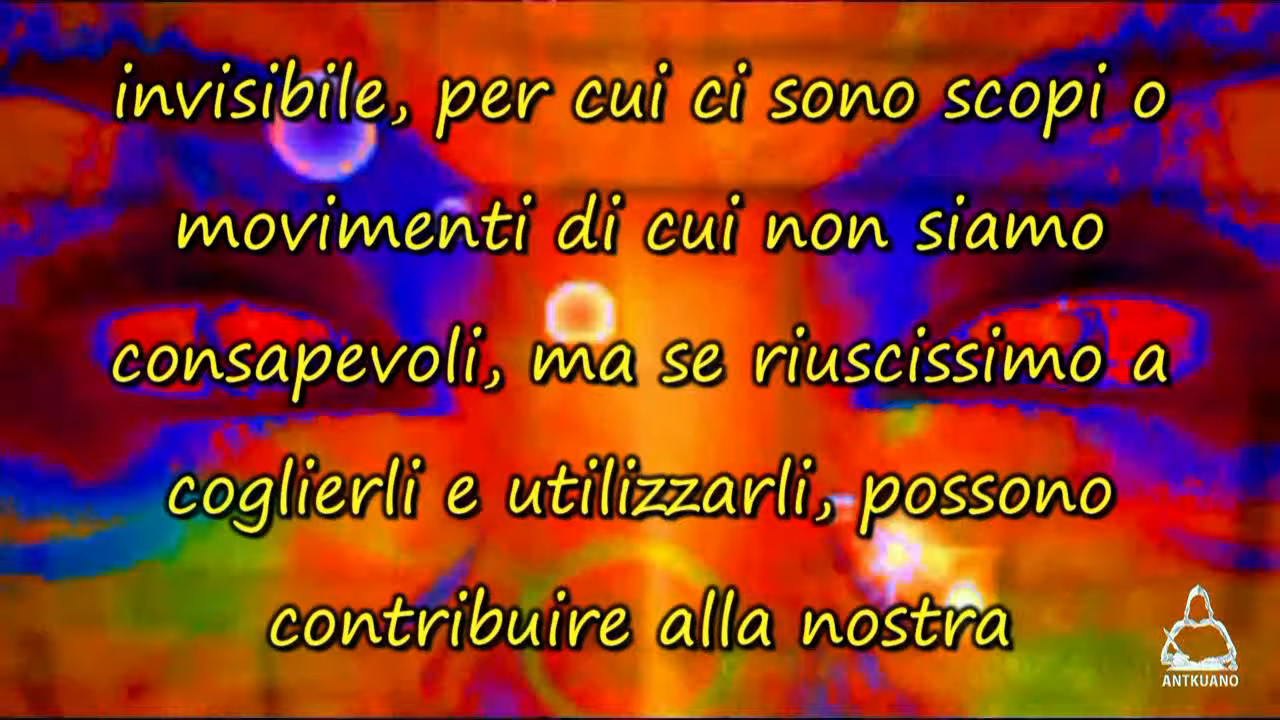 invisibile, per cui ci sono scopi o
movimenti di cui non siamo
consapevoli, ma se riuscissimo a
coglierli e utilizzarli, possono
contribuire alla nostra
ANTKUANO